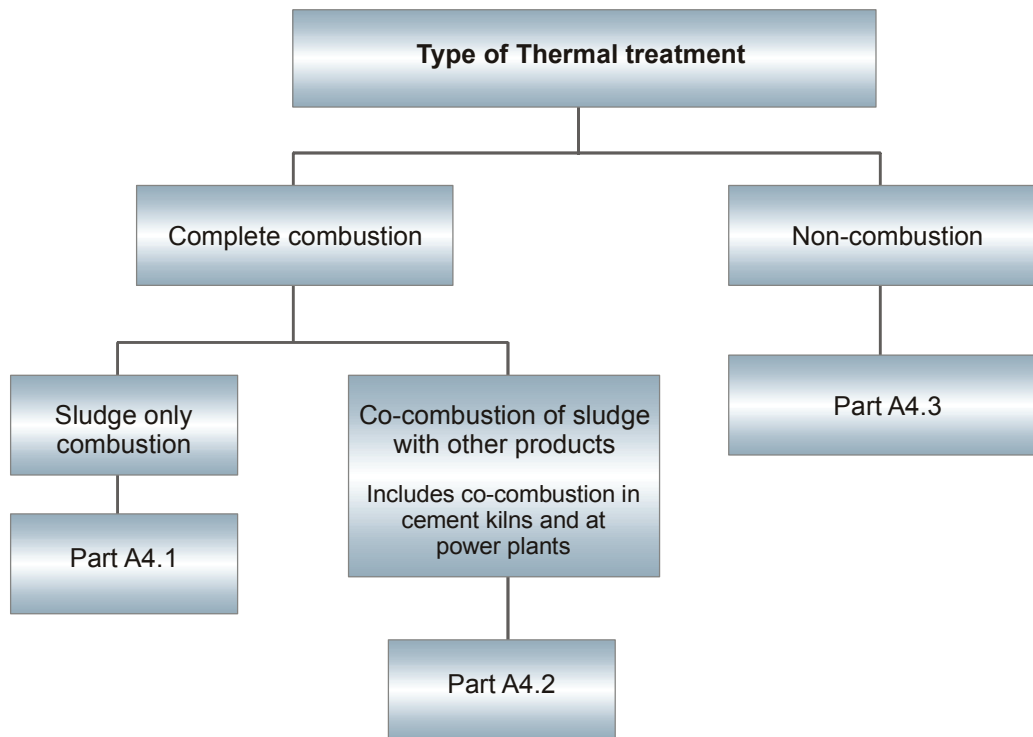 Type of Thermal treatment
Complete combustion
Non-combustion
Sludge only
combustion
Co-combustion of sludge
with other products
Includes co-combustion in
cement kilns and at
power plants
Part A4.3
Part A4.1
Part A4.2